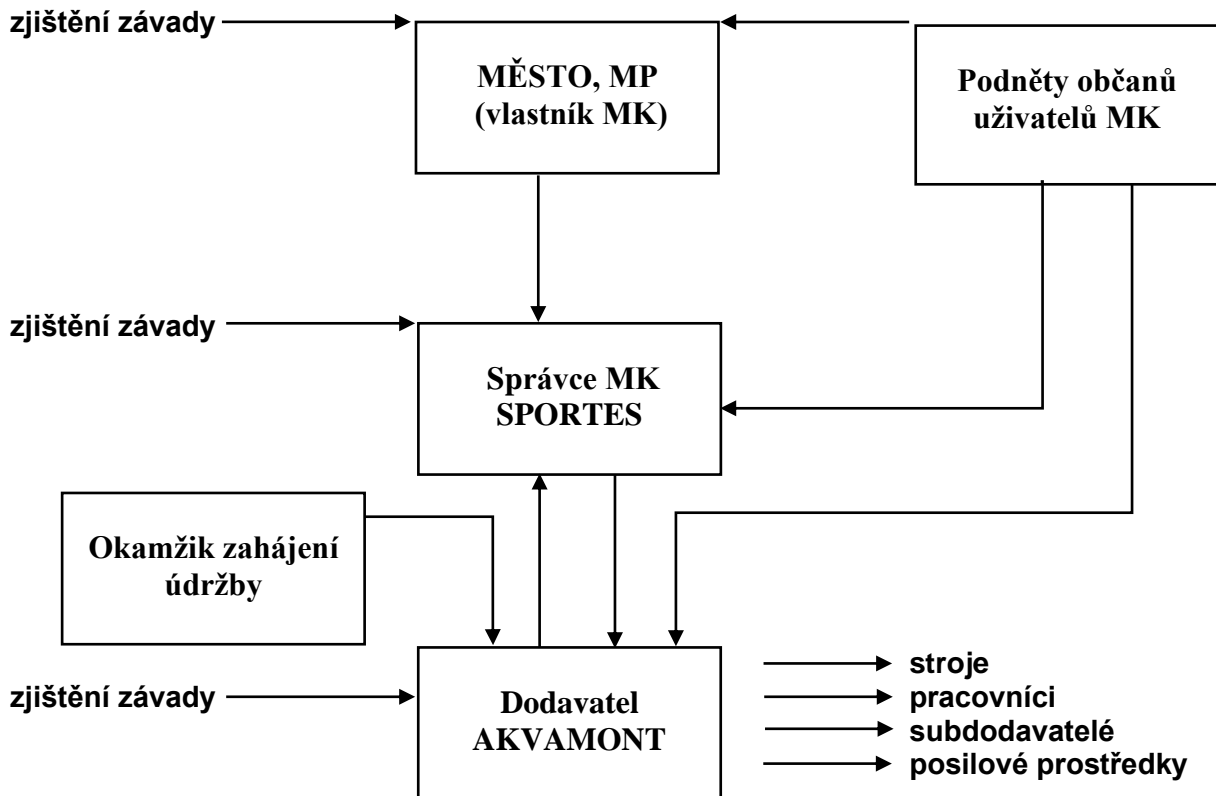 zjištění závady
MĚSTO, MP
(vlastník MK)
Podněty občanů
uživatelů MK
zjištění závady
Správce MK
SPORTES
Okamžik zahájení
údržby
zjištění závady
Dodavatel
AKVAMONT
stroje
pracovníci
subdodavatelé
posilové prostředky